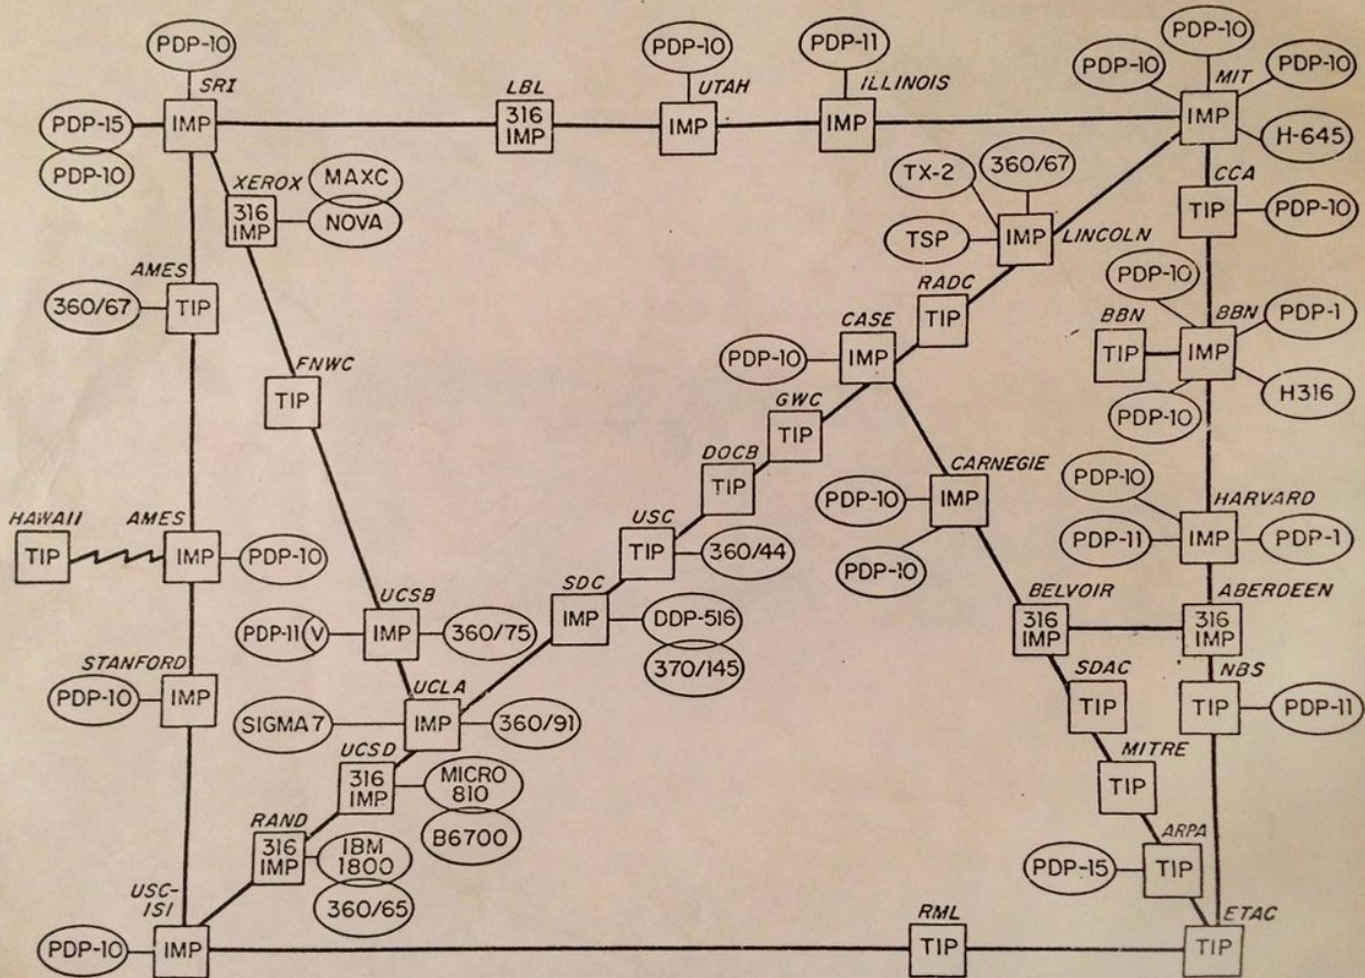 PDP-10
SRI
PDP-15
IMP
PDP-10
LBL
316
IMP
PDP-10
UTAH
IMP
PDP-11
ILLINOIS
IMP
PDP-10
PDP-10
MIT
PDP-10
IMP
H-645
CCA
TIP
PDP-10
XEROX
MAXC
316
IMP
NOVA
TX-2
360/67
TSP
IMP
LINCOLN
AMES
360/67
TIP
RADC
TIP
PDP-10
BBN
TIP
BBN
IMP
PDP-1
PDP-10
H316
FNWC
TIP
CASE
PDP-10
IMP
GWC
TIP
DOCB
TIP
CARNEGIE
PDP-10
IMP
PDP-10
PDP-10
HARVARD
PDP-11
IMP
PDP-1
HAWAII
TIP
AMES
IMP
PDP-10
USC
TIP
360/44
SDC
IMP
DDP-516
370/145
UCSB
PDP-11
V
IMP
360/75
BELVOIR
316
IMP
ABERDEEN
316
IMP
STANFORD
PDP-10
IMP
UCLA
SIGMA 7
IMP
360/91
SDAC
TIP
NBS
TIP
PDP-11
UCSD
316
IMP
MICRO
810
B6700
MITRE
TIP
RAND
316
IMP
IBM
1800
360/65
ARPA
PDP-15
TIP
USC-
ISI
PDP-10
IMP
RML
TIP
ETAC
TIP